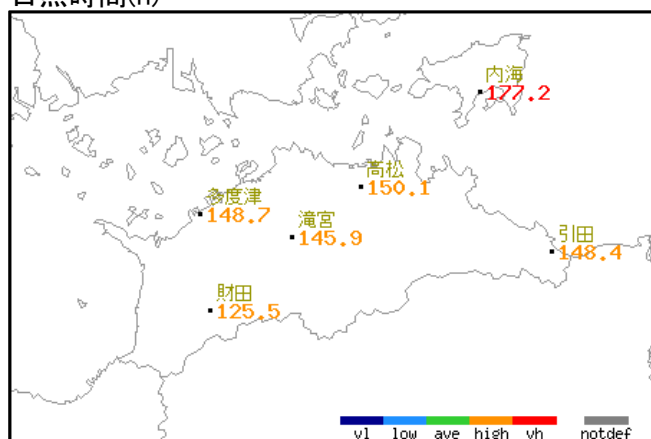 日照時間(h)
内海
177.2
高松
150.1
多度津
148.7
滝宮
145.9
引田
148.4
財田
125.5
vl low ave high vh notdef